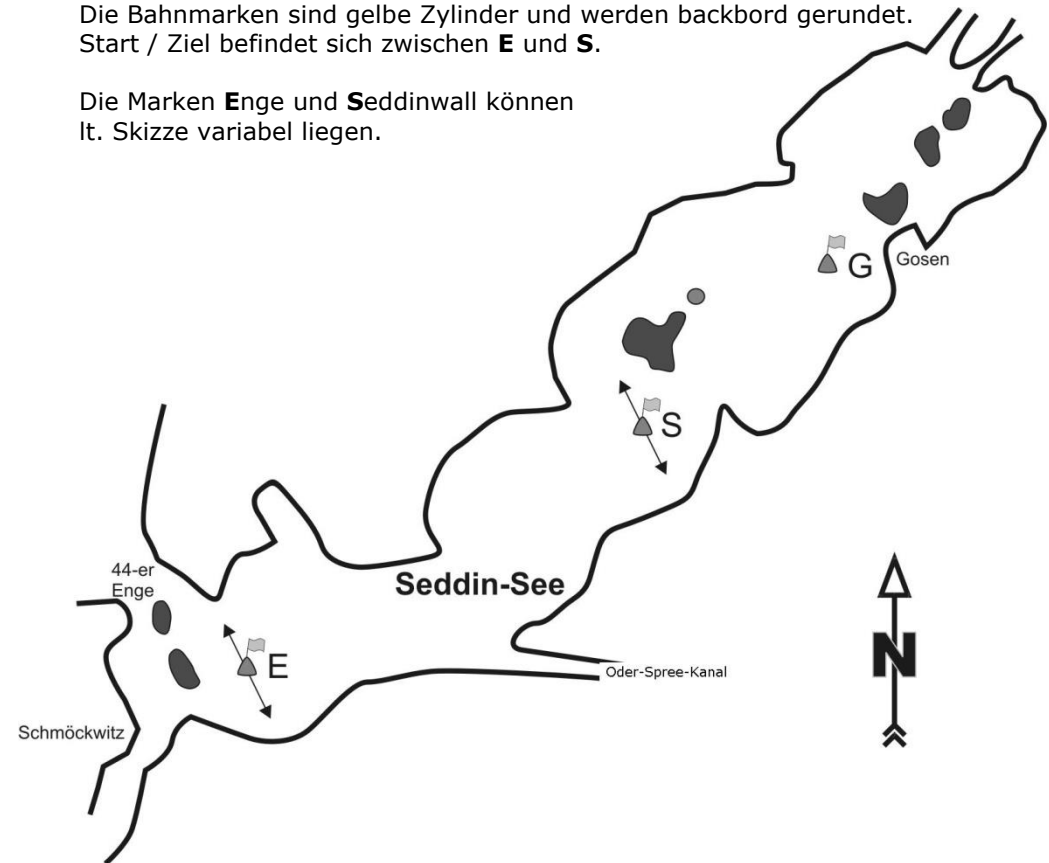 Die Bahnmarken sind gelbe Zylinder und werden backbord gerundet.
Start / Ziel befindet sich zwischen E und S.
Die Marken Enge und Seddinwall können
lt. Skizze variabel liegen.
G
Gosen
S
44-er
Enge
Seddin-See
E
Oder-Spree-Kanal
N
Schmöckwitz